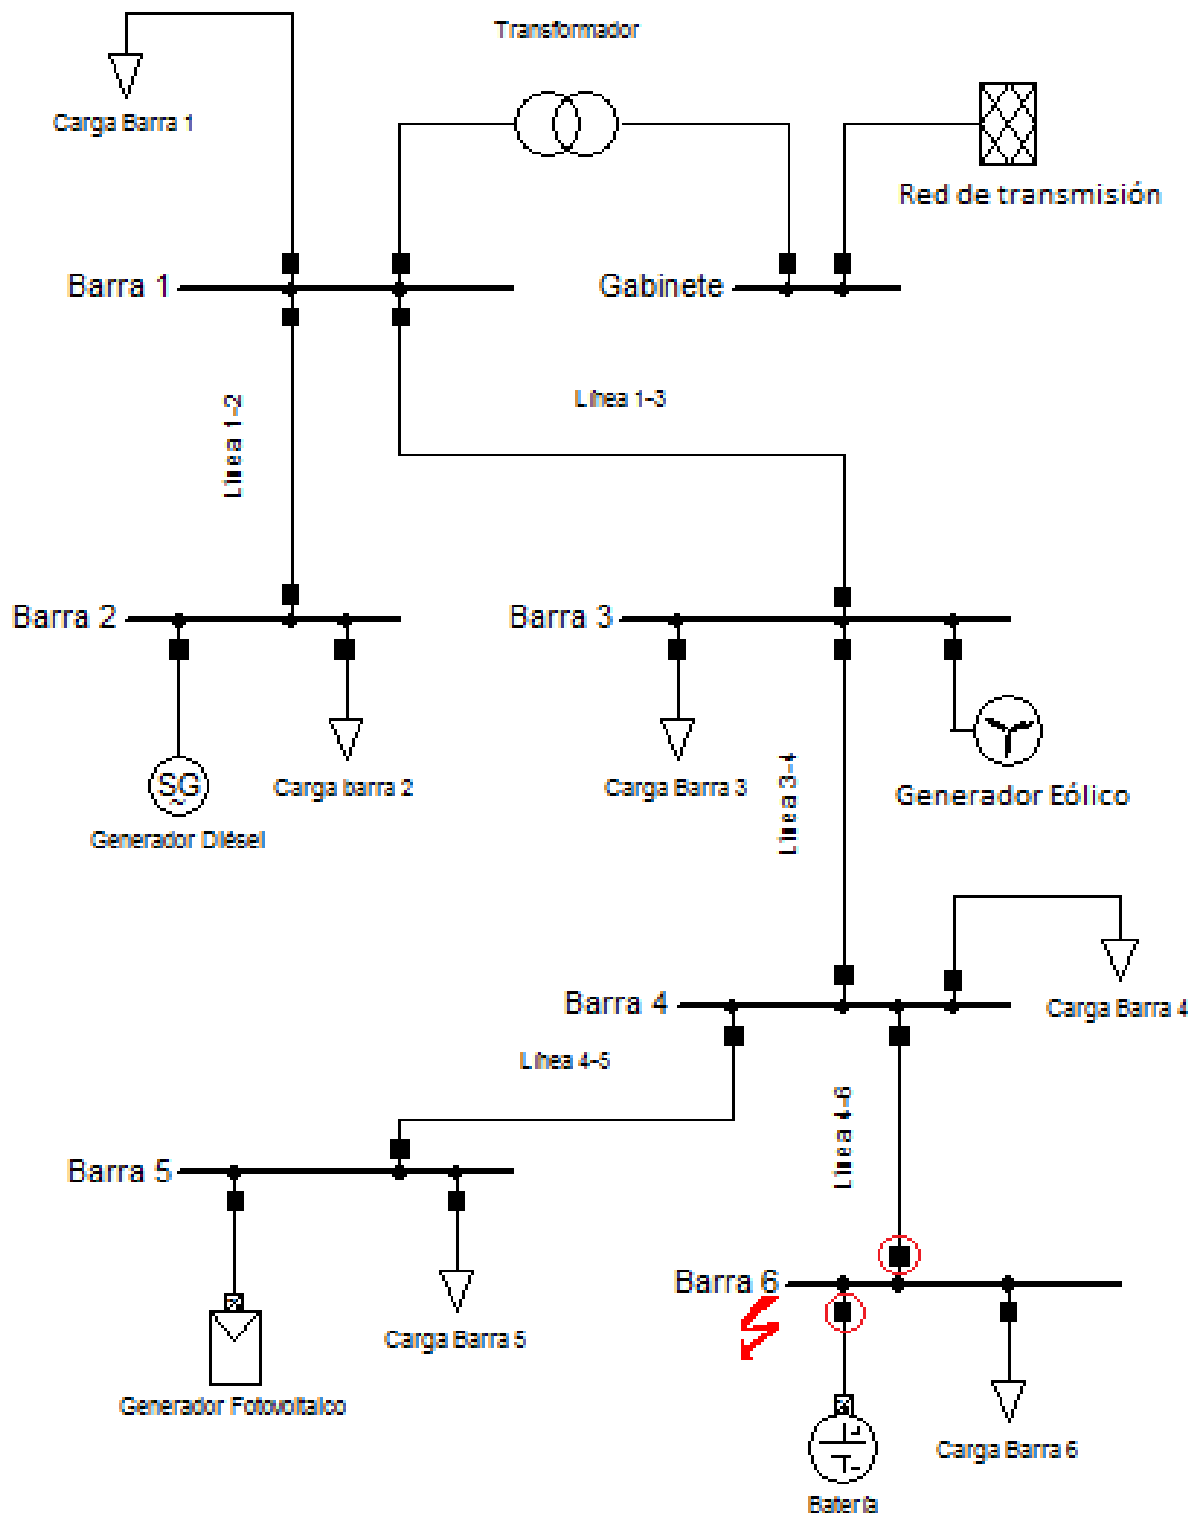 Transformador
Carga Barra 1
Red de transmisión
Barra 1
Gabinete
Línea 1-3
Línea 1-2
Barra 2
Barra 3
SG
~
Carga barra 2
Carga Barra 3
Generador Eólico
Generador Diésel
Línea 3-4
Barra 4
Carga Barra 4
Línea 4-5
Línea 4-6
Barra 5
Barra 6
Carga Barra 5
Generador Fotovoltaico
Carga Barra 6
Batería